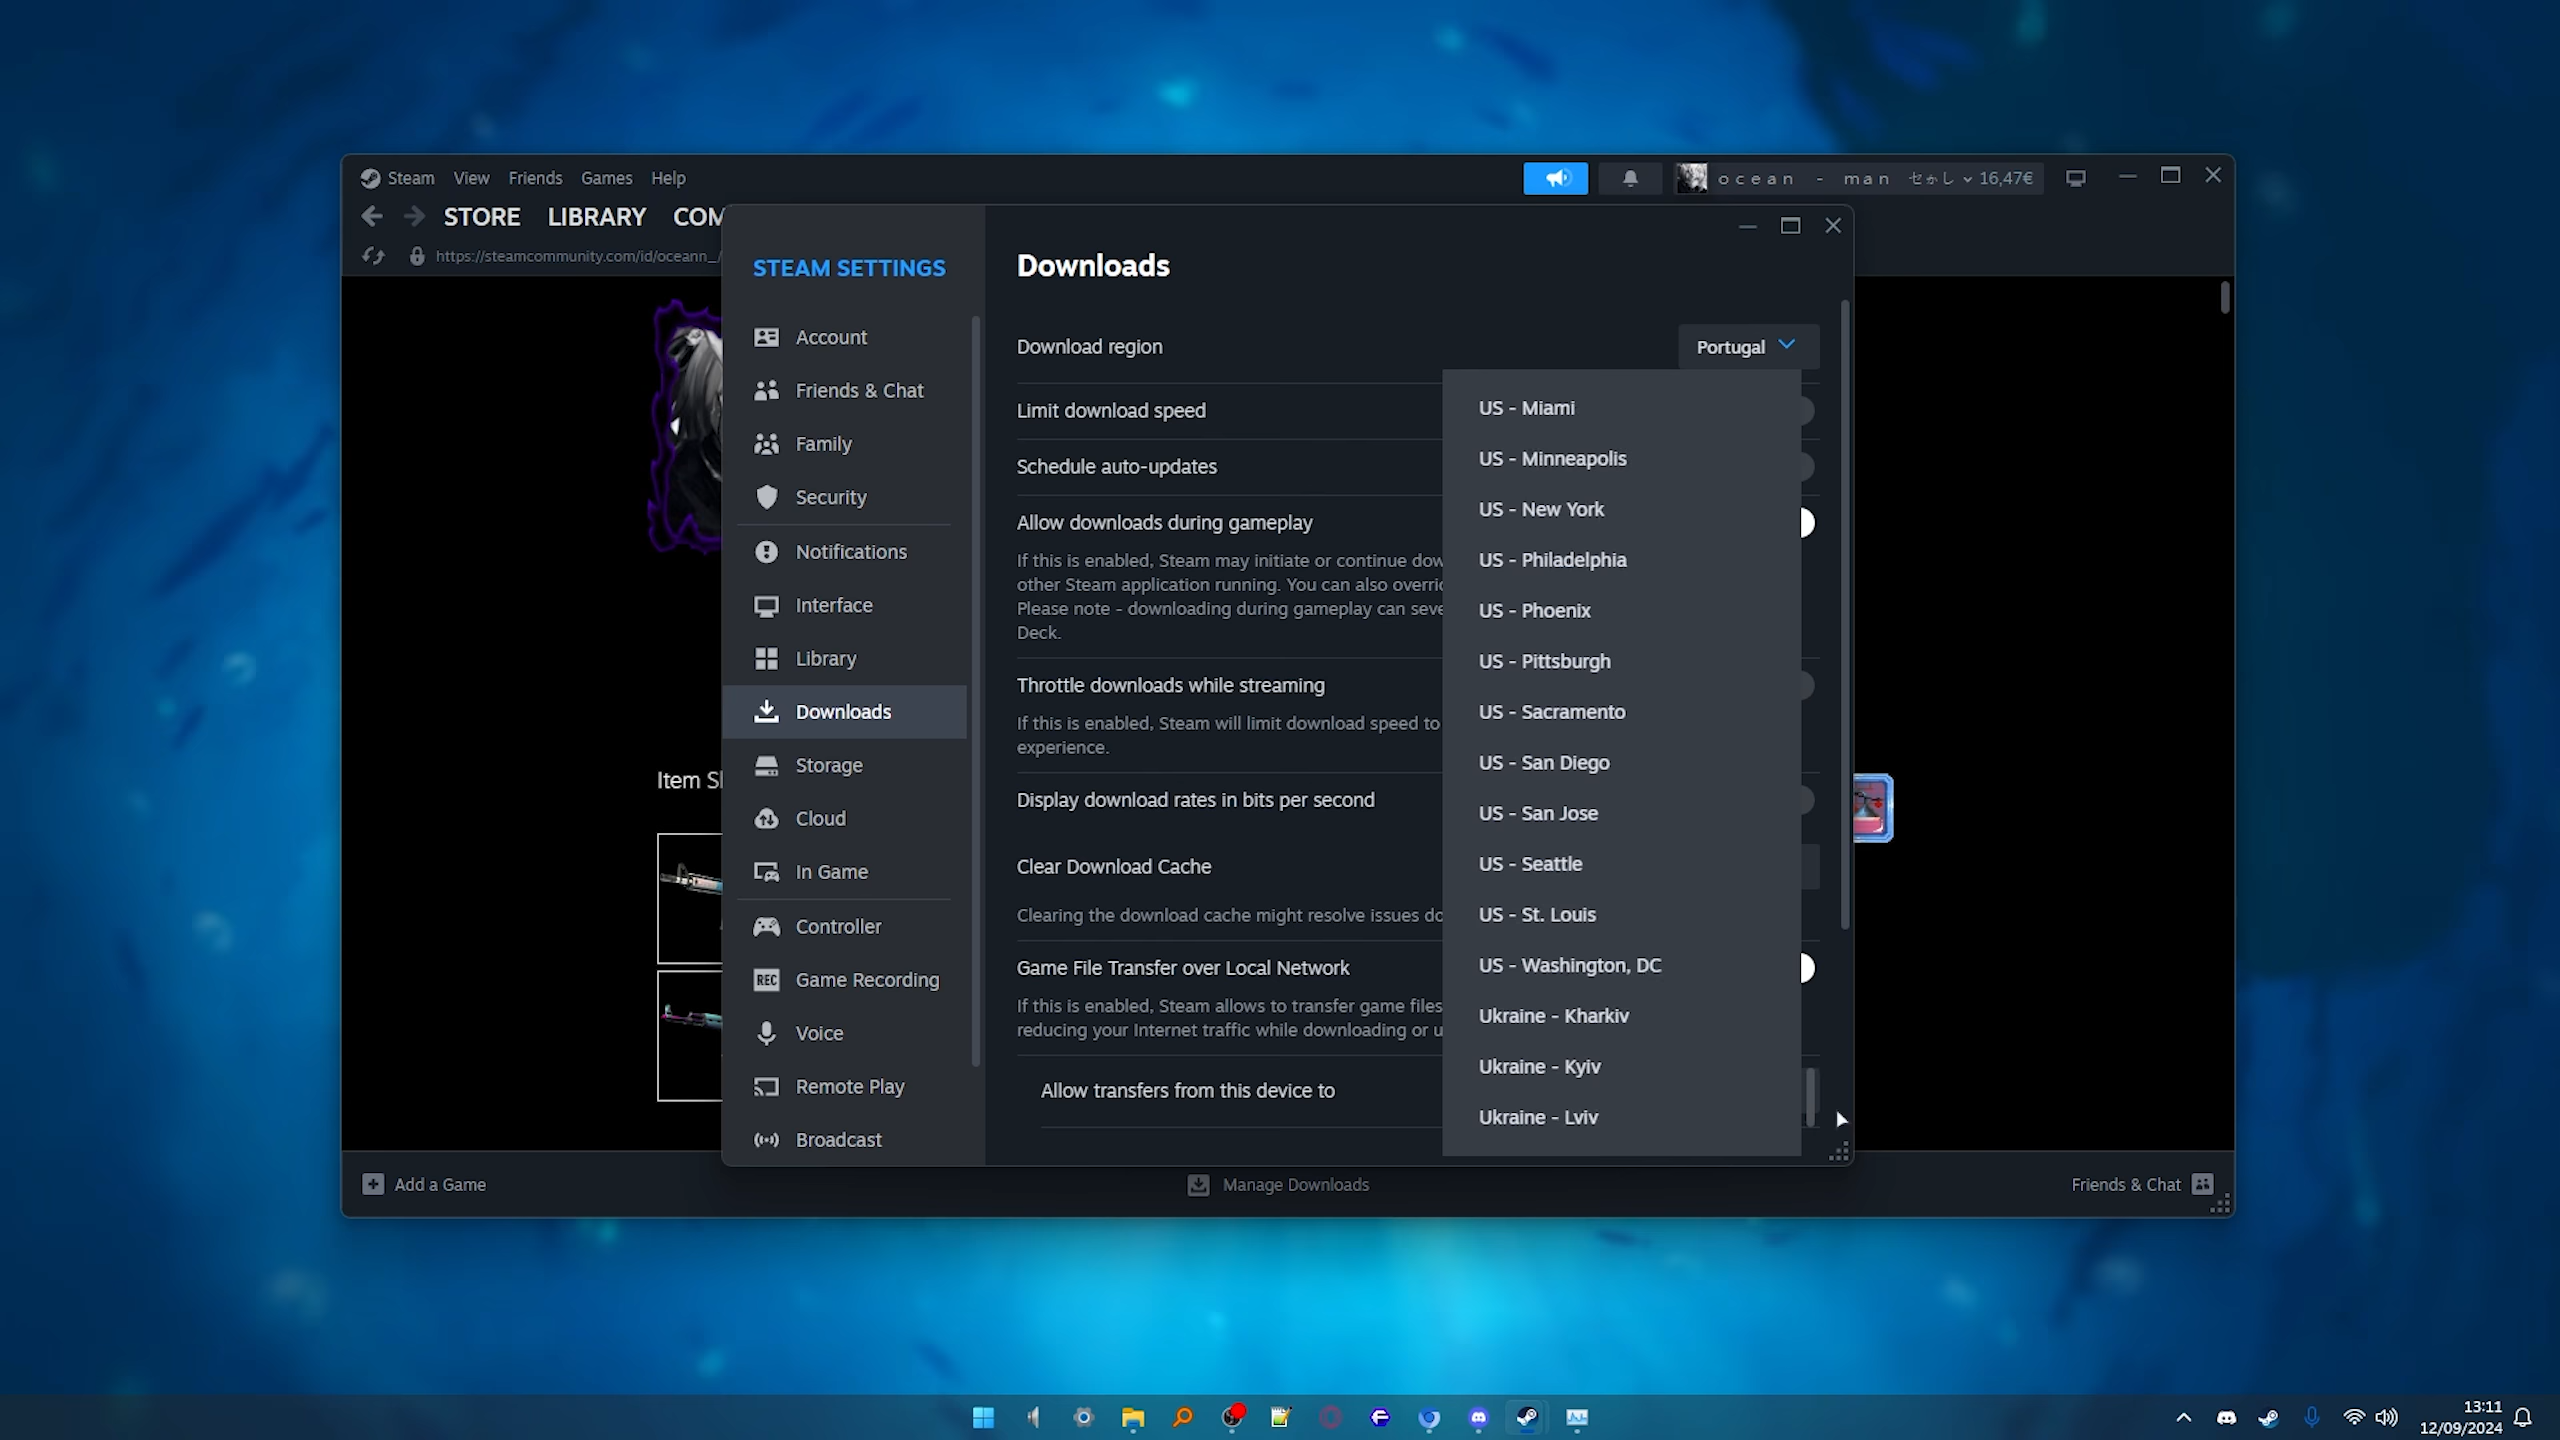 Steam View Friends Games Help
ocean - man セかし 16,47€
STORE LIBRARY COM
https://steamcommunity.com/id/oceann_/
STEAM SETTINGS
Account
Friends & Chat
Family
Security
Notifications
Interface
Library
Downloads
Storage
Cloud
In Game
Controller
REC Game Recording
Voice
Remote Play
Broadcast
Downloads
Download region
Portugal
Limit download speed
Schedule auto-updates
Allow downloads during gameplay
If this is enabled, Steam may initiate or continue dow
other Steam application running. You can also overri
Please note - downloading during gameplay can seve
Deck.
Throttle downloads while streaming
If this is enabled, Steam will limit download speed to
experience.
Display download rates in bits per second
Clear Download Cache
Clearing the download cache might resolve issues do
Game File Transfer over Local Network
If this is enabled, Steam allows to transfer game files
reducing your Internet traffic while downloading or u
Allow transfers from this device to
US - Miami
US - Minneapolis
US - New York
US - Philadelphia
US - Phoenix
US - Pittsburgh
US - Sacramento
US - San Diego
US - San Jose
US - Seattle
US - St. Louis
US - Washington, DC
Ukraine - Kharkiv
Ukraine - Kyiv
Ukraine - Lviv
Item S
Add a Game
Manage Downloads
Friends & Chat
13:11
12/09/2024